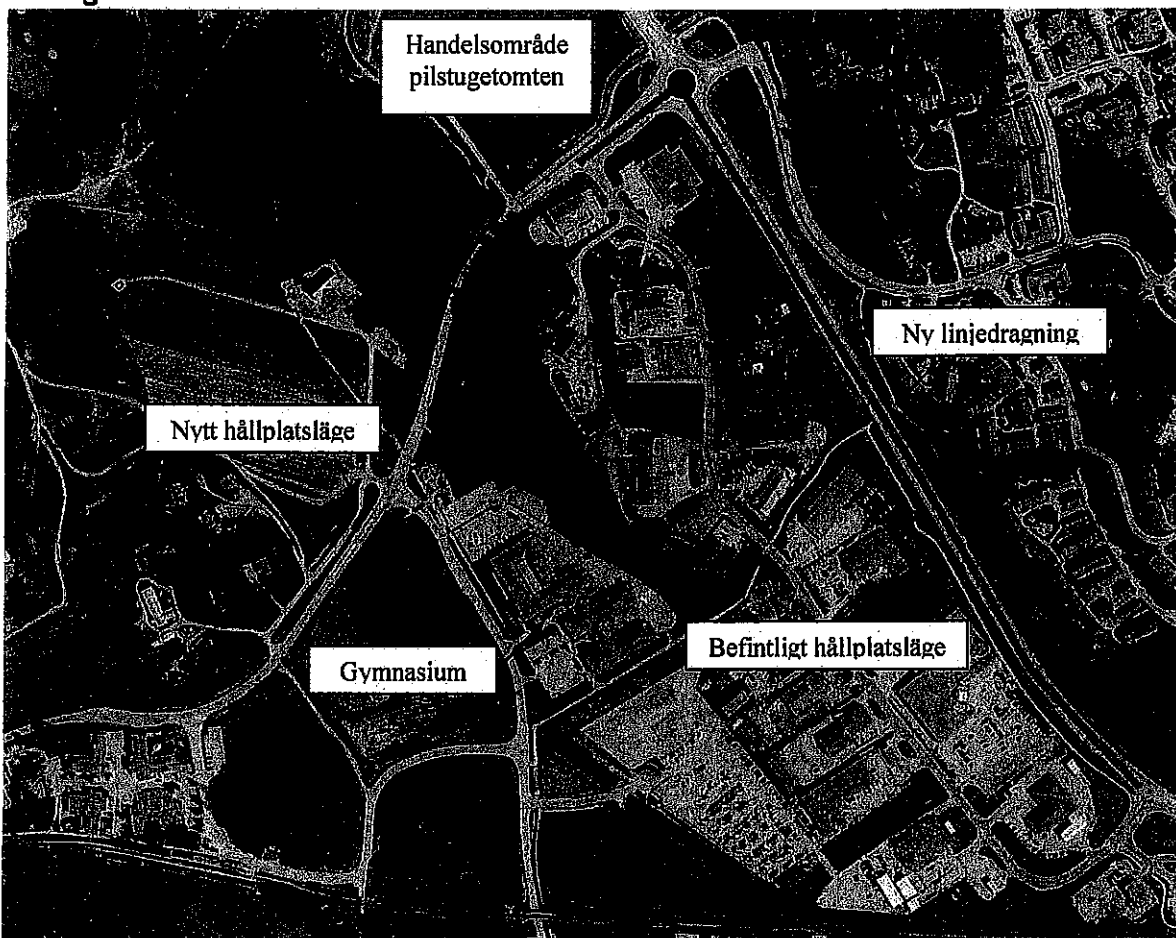 Handelsområde
pilstugetomten
Ny linjedragning
Nytt hållplatsläge
Befintligt hållplatsläge
Gymnasium